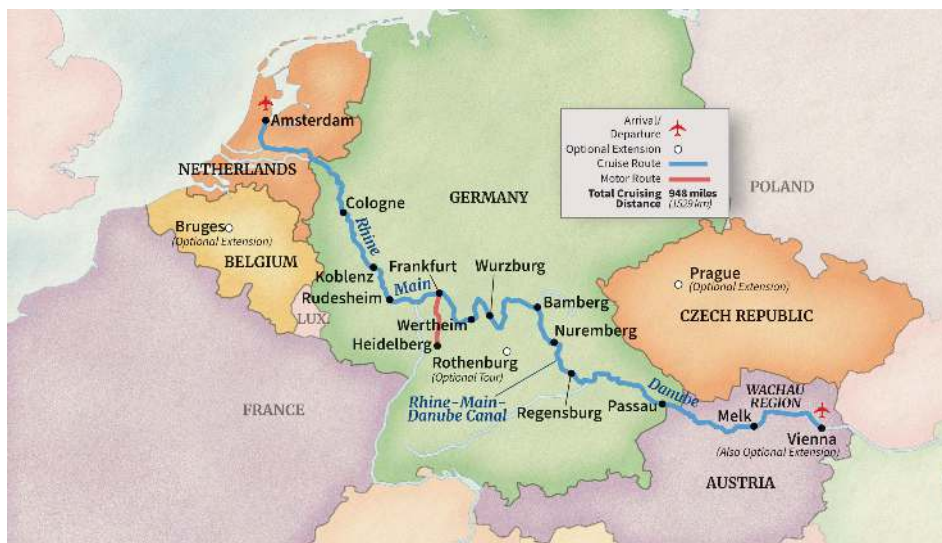 Amsterdam
NETHERLANDS
Cologne
GERMANY
POLAND
Arrival/
Departure
Optional Extension
Cruise Route
Motor Route
Total Cruising 948 miles
Distance (1529 km)
Bruges
(Optional Extension)
BELGIUM
Rhine
Koblenz
Frankfurt
Wurzburg
Main
Rudesheim
LUX.
Wertheim
Bamberg
Heidelberg
Nuremberg
Rothenburg
(Optional Tour)
Prague
(Optional Extension)
CZECH REPUBLIC
FRANCE
Rhine–Main–
Danube Canal
Regensburg
Passau
Danube
WACHAU
REGION
Melk
Vienna
(Also Optional Extension)
AUSTRIA